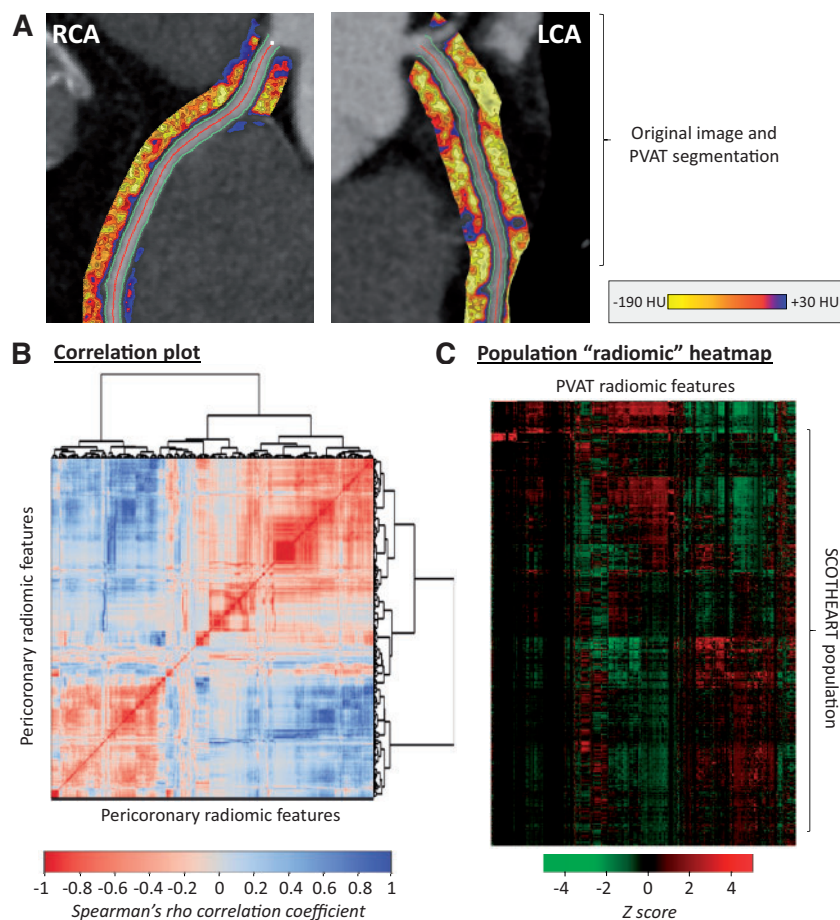 A
RCA
LCA
Original image and
PVAT segmentation
-190 HU
+30 HU
B
Correlation plot
Pericoronary radiomic features
Pericoronary radiomic features
-1
-0.8
-0.6
-0.4
-0.2
0
0.2
0.4
0.6
0.8
1
Spearman's rho correlation coefficient
C
Population "radiomic" heatmap
PVAT radiomic features
SCOTHEART population
-4
-2
0
2
4
Z score